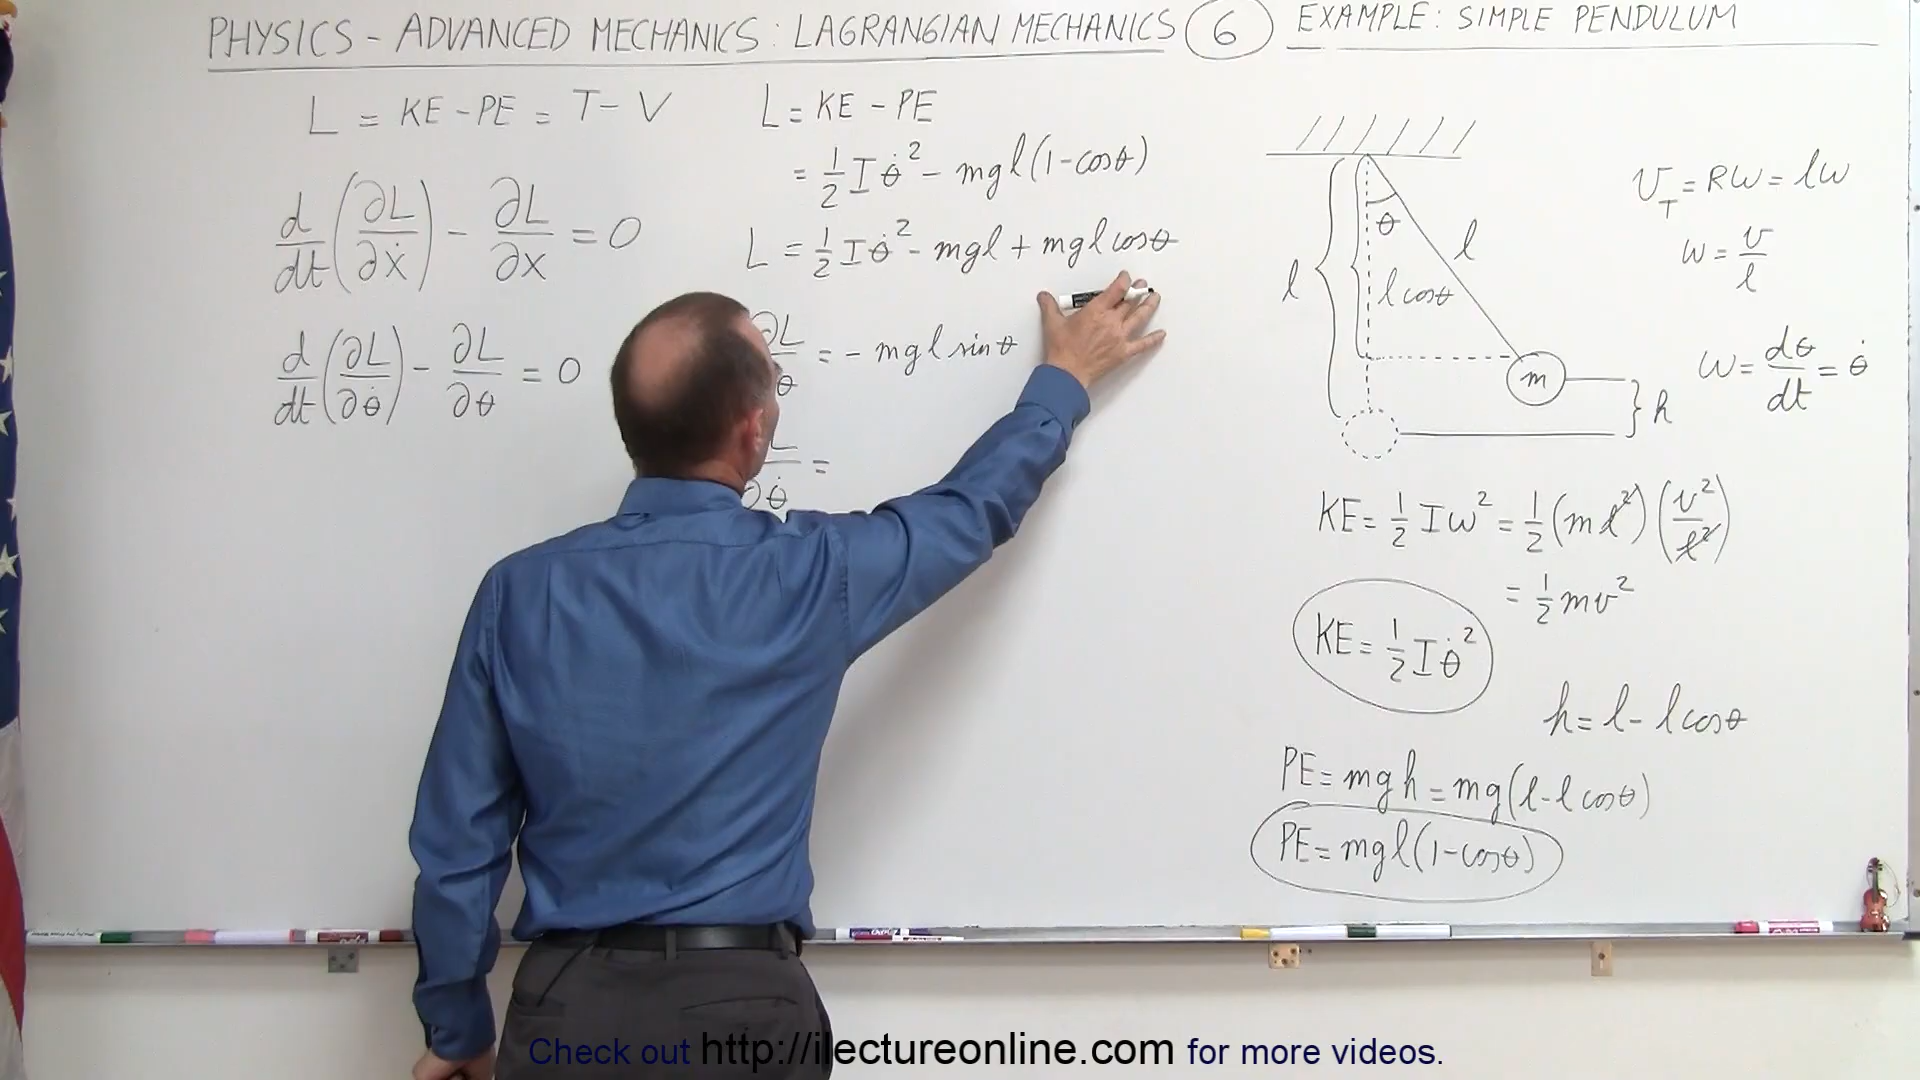 PHYSICS - ADVANCED MECHANICS: LAGRANGIAN MECHANICS 6 EXAMPLE: SIMPLE PENDULUM
L = KE - PE = T - V
d/dt (∂L/∂ẋ) - ∂L/∂x = 0
d/dt (∂L/∂θ̇) - ∂L/∂θ = 0
L = KE - PE
= 1/2 I θ̇² - mgl(1-cosθ)
L = 1/2 I θ̇² - mgl + mgl cosθ
∂L/θ = - mgl sinθ
L/∂θ̇ =
θ
l
l
l cosθ
m
h
v_T = Rω = lω
ω = v/l
ω = dθ/dt = θ̇
KE = 1/2 I ω² = 1/2 (m l²) (v²/l²)
= 1/2 mv²
KE = 1/2 I θ̇²
h = l - l cosθ
PE = mgh = mg(l - l cosθ)
PE = mgl(1-cosθ)
Check out http://ilectureonline.com for more videos.